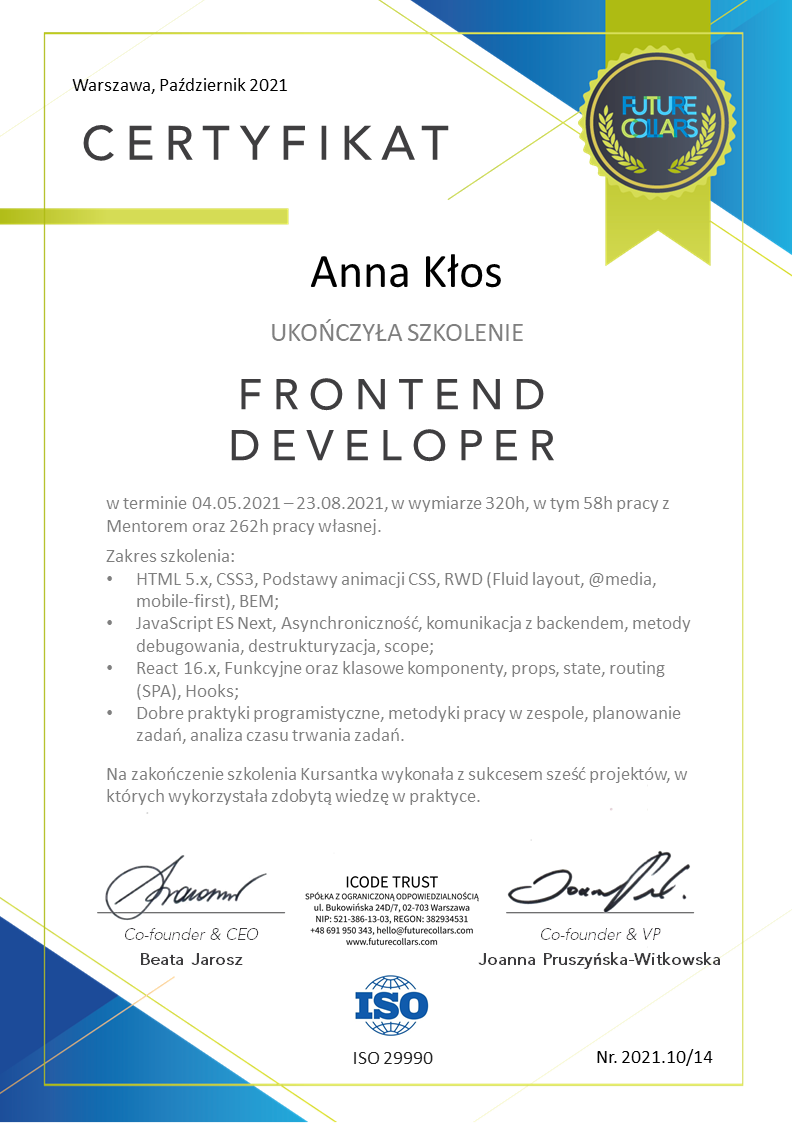 Warszawa, Październik 2021
CERTYFIKAT
FUTURE
COLLARS
Anna Kłos
UKOŃCZYŁA SZKOLENIE
FRONTEND
DEVELOPER
w terminie 04.05.2021 – 23.08.2021, w wymiarze 320h, w tym 58h pracy z
Mentorem oraz 262h pracy własnej.
Zakres szkolenia:
• HTML 5.x, CSS3, Podstawy animacji CSS, RWD (Fluid layout, @media,
mobile-first), BEM;
• JavaScript ES Next, Asynchroniczność, komunikacja z backendem, metody
debugowania, destrukturyzacja, scope;
• React 16.x, Funkcyjne oraz klasowe komponenty, props, state, routing
(SPA), Hooks;
• Dobre praktyki programistyczne, metodyki pracy w zespole, planowanie
zadań, analiza czasu trwania zadań.
Na zakończenie szkolenia Kursantka wykonała z sukcesem sześć projektów, w
których wykorzystała zdobytą wiedzę w praktyce.
Co-founder & CEO
Beata Jarosz
ICODE TRUST
SPÓŁKA Z OGRANICZONĄ ODPOWIEDZIALNOŚCIĄ
ul. Bukowińska 24D/7, 02-703 Warszawa
NIP: 521-386-13-03, REGON: 382934531
+48 691 950 343, hello@futurecollars.com
www.futurecollars.com
Co-founder & VP
Joanna Pruszyńska-Witkowska
ISO
ISO 29990
Nr. 2021.10/14